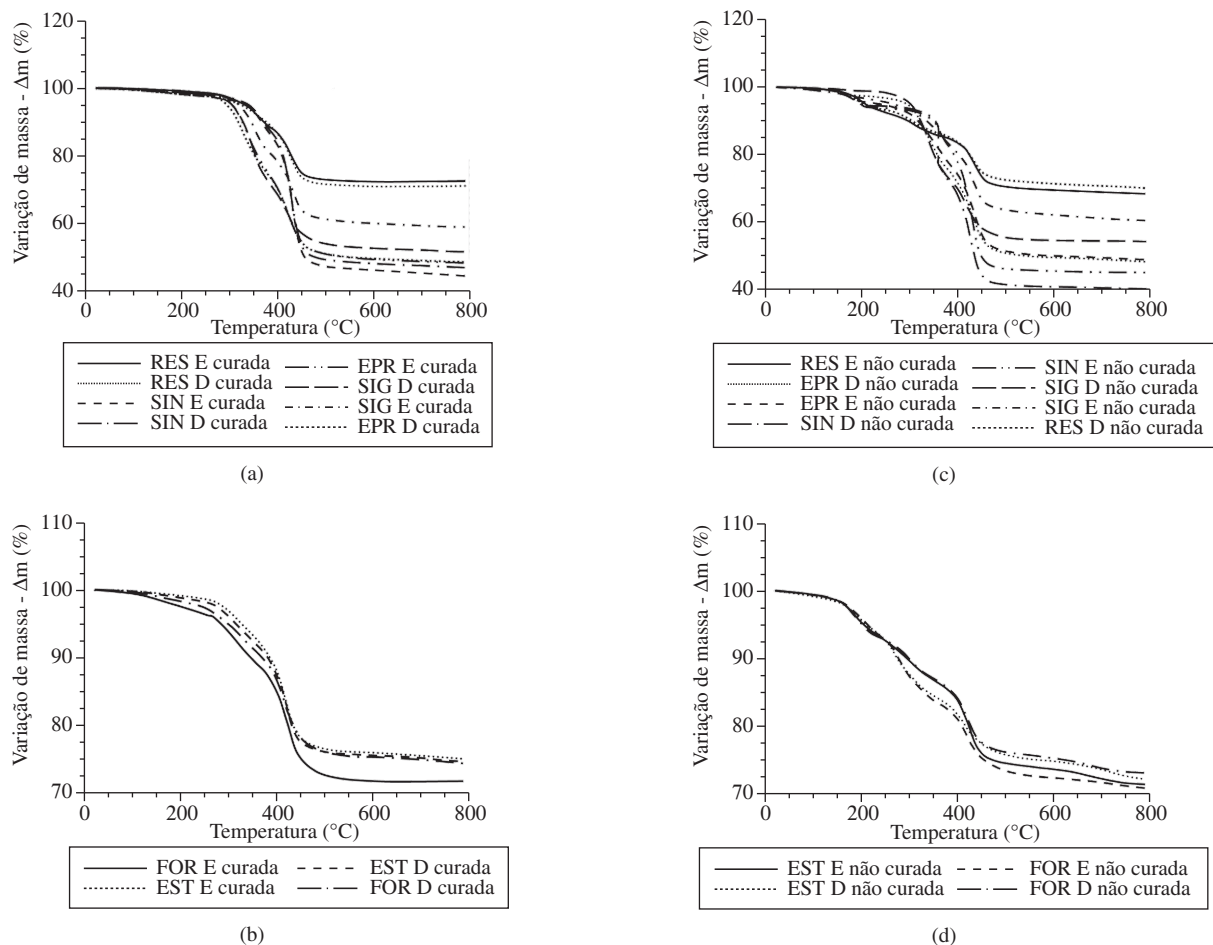 Variação de massa - Δm (%)
120
100
80
60
40
0
200
400
600
800
Temperatura (°C)
RES E curada
RES D curada
SIN E curada
SIN D curada
EPR E curada
SIG D curada
SIG E curada
EPR D curada
(a)
Variação de massa - Δm (%)
120
100
80
60
40
0
200
400
600
800
Temperatura (°C)
RES E não curada
EPR D não curada
EPR E não curada
SIN D não curada
SIN E não curada
SIG D não curada
SIG E não curada
RES D não curada
(c)
Variação de massa - Δm (%)
110
100
90
80
70
0
200
400
600
800
Temperatura (°C)
FOR E curada
EST E curada
EST D curada
FOR D curada
(b)
Variação de massa - Δm (%)
110
100
90
80
70
0
200
400
600
800
Temperatura (°C)
EST E não curada
EST D não curada
FOR E não curada
FOR D não curada
(d)